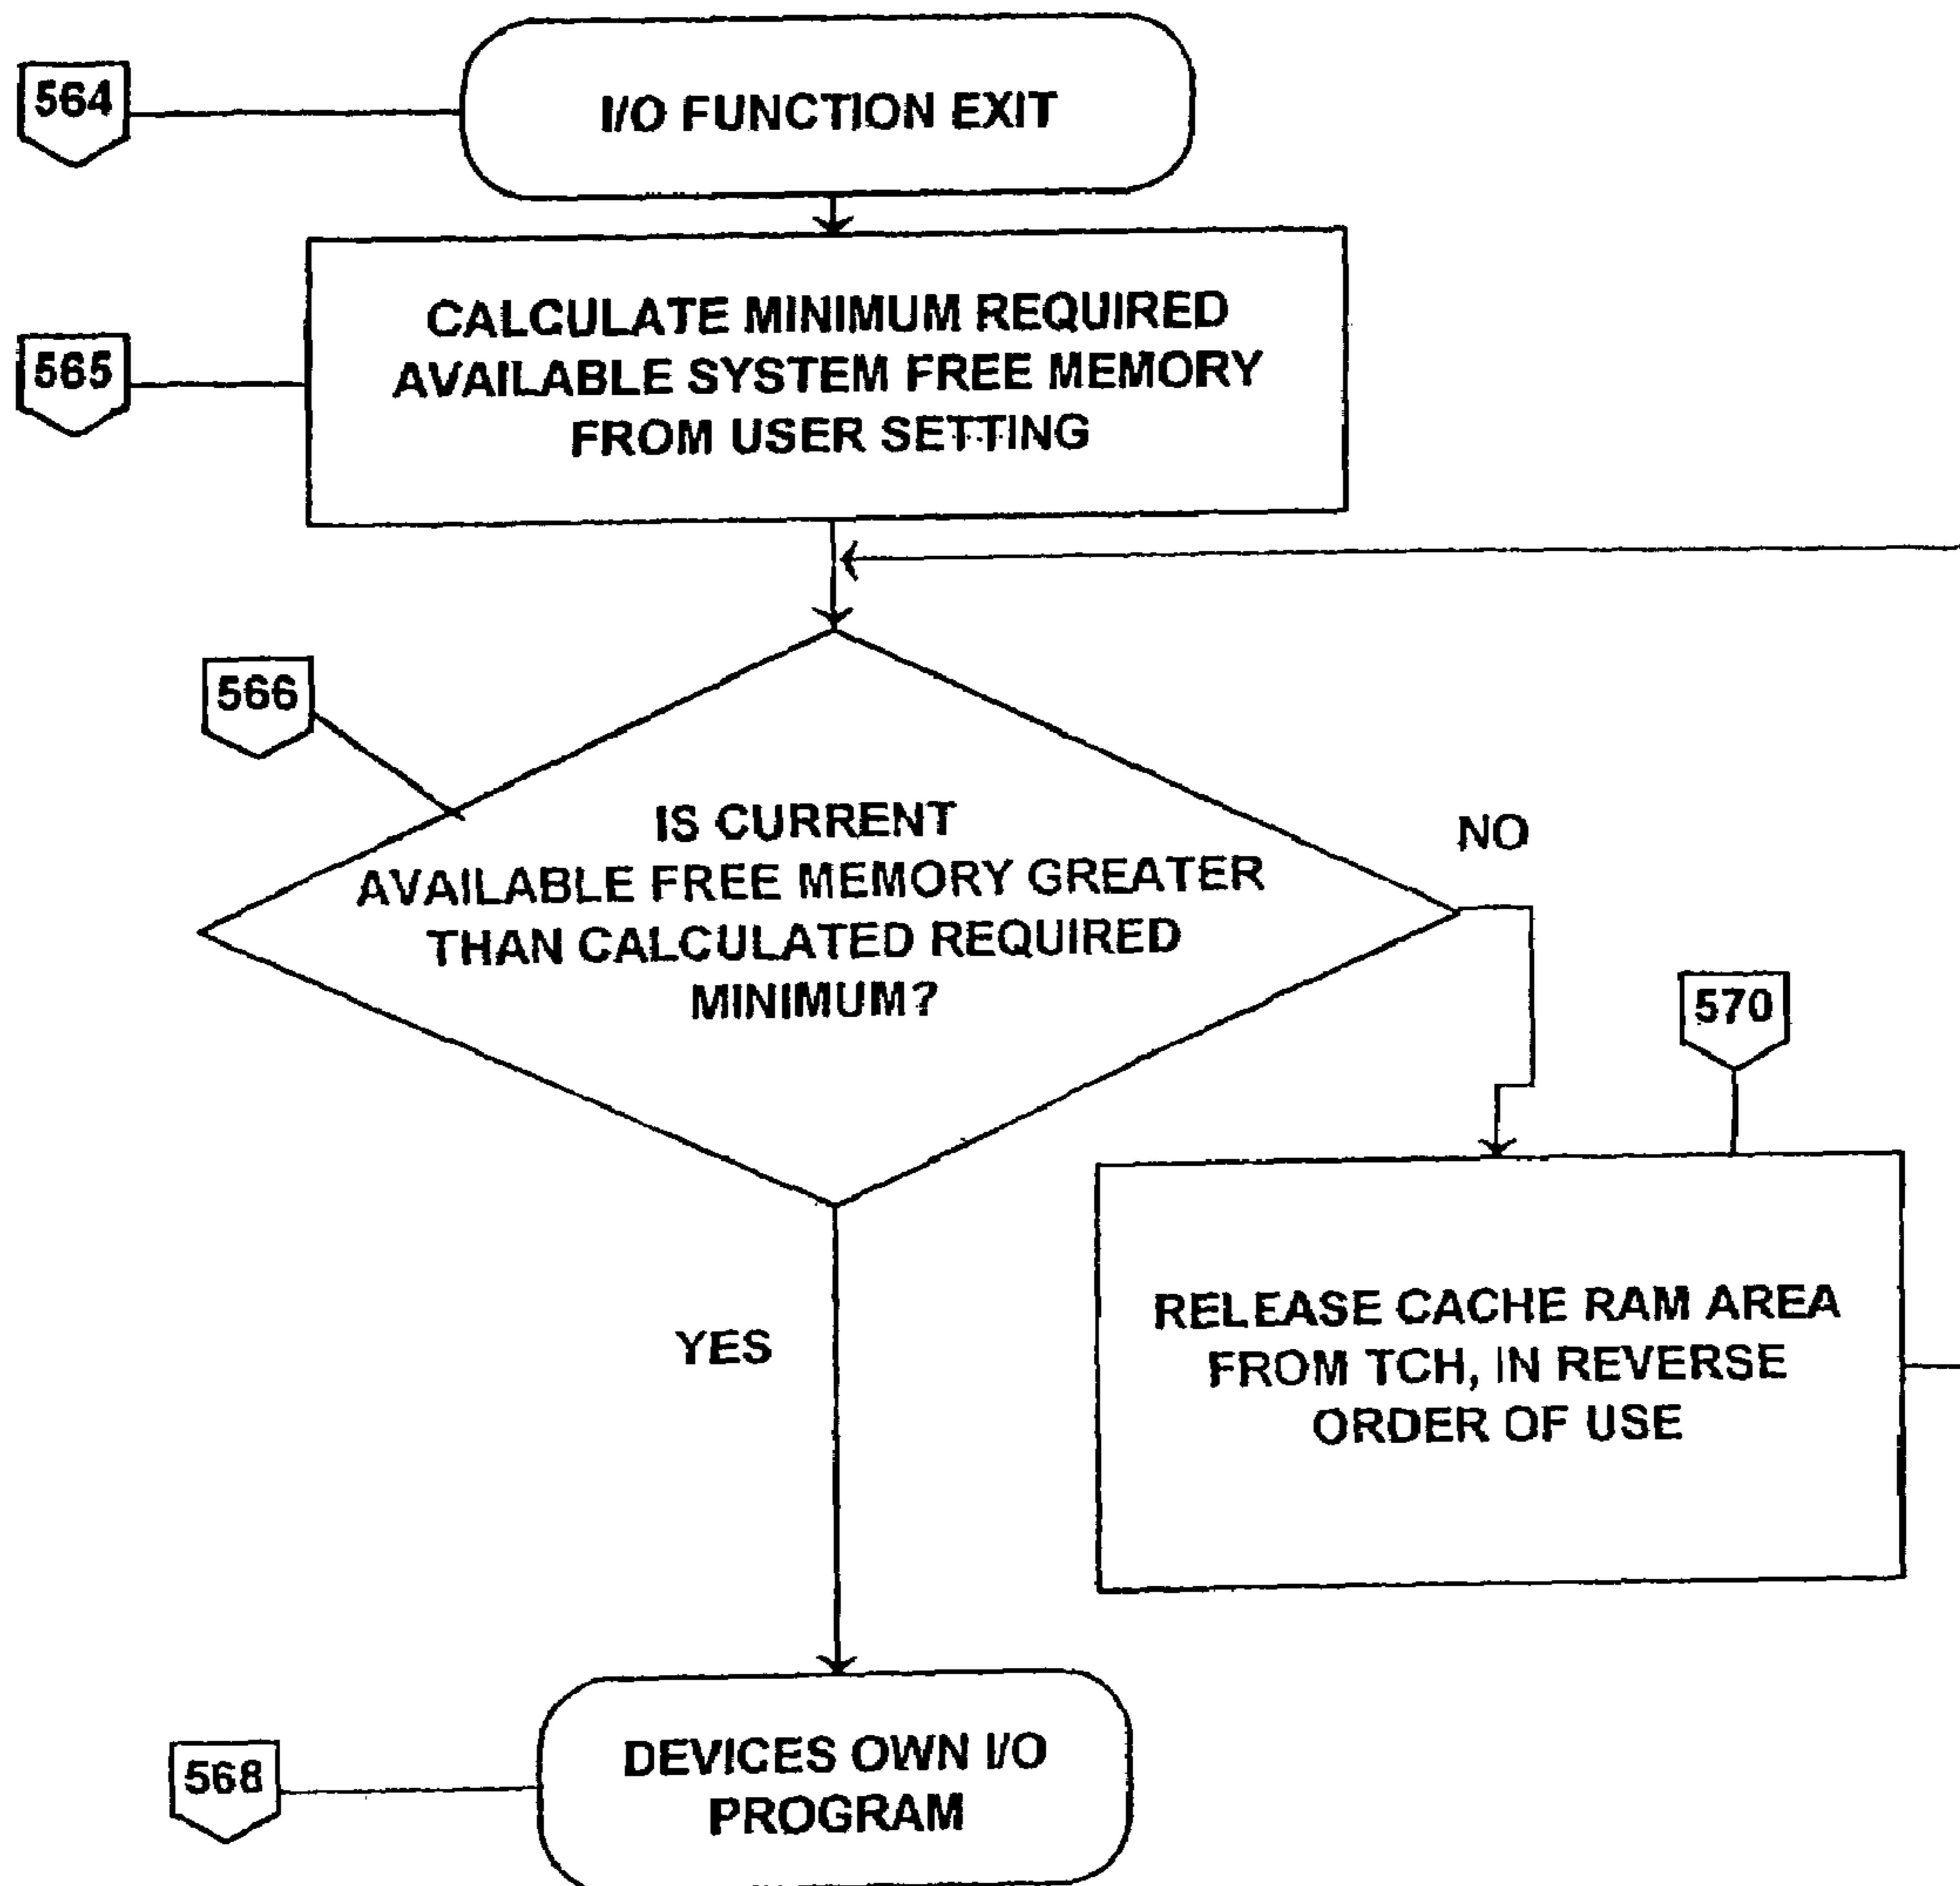 564
I/O FUNCTION EXIT
565
CALCULATE MINIMUM REQUIRED
AVAILABLE SYSTEM FREE MEMORY
FROM USER SETTING
566
IS CURRENT
AVAILABLE FREE MEMORY GREATER
THAN CALCULATED REQUIRED
MINIMUM?
NO
570
RELEASE CACHE RAM AREA
FROM TCH, IN REVERSE
ORDER OF USE
YES
568
DEVICES OWN I/O
PROGRAM